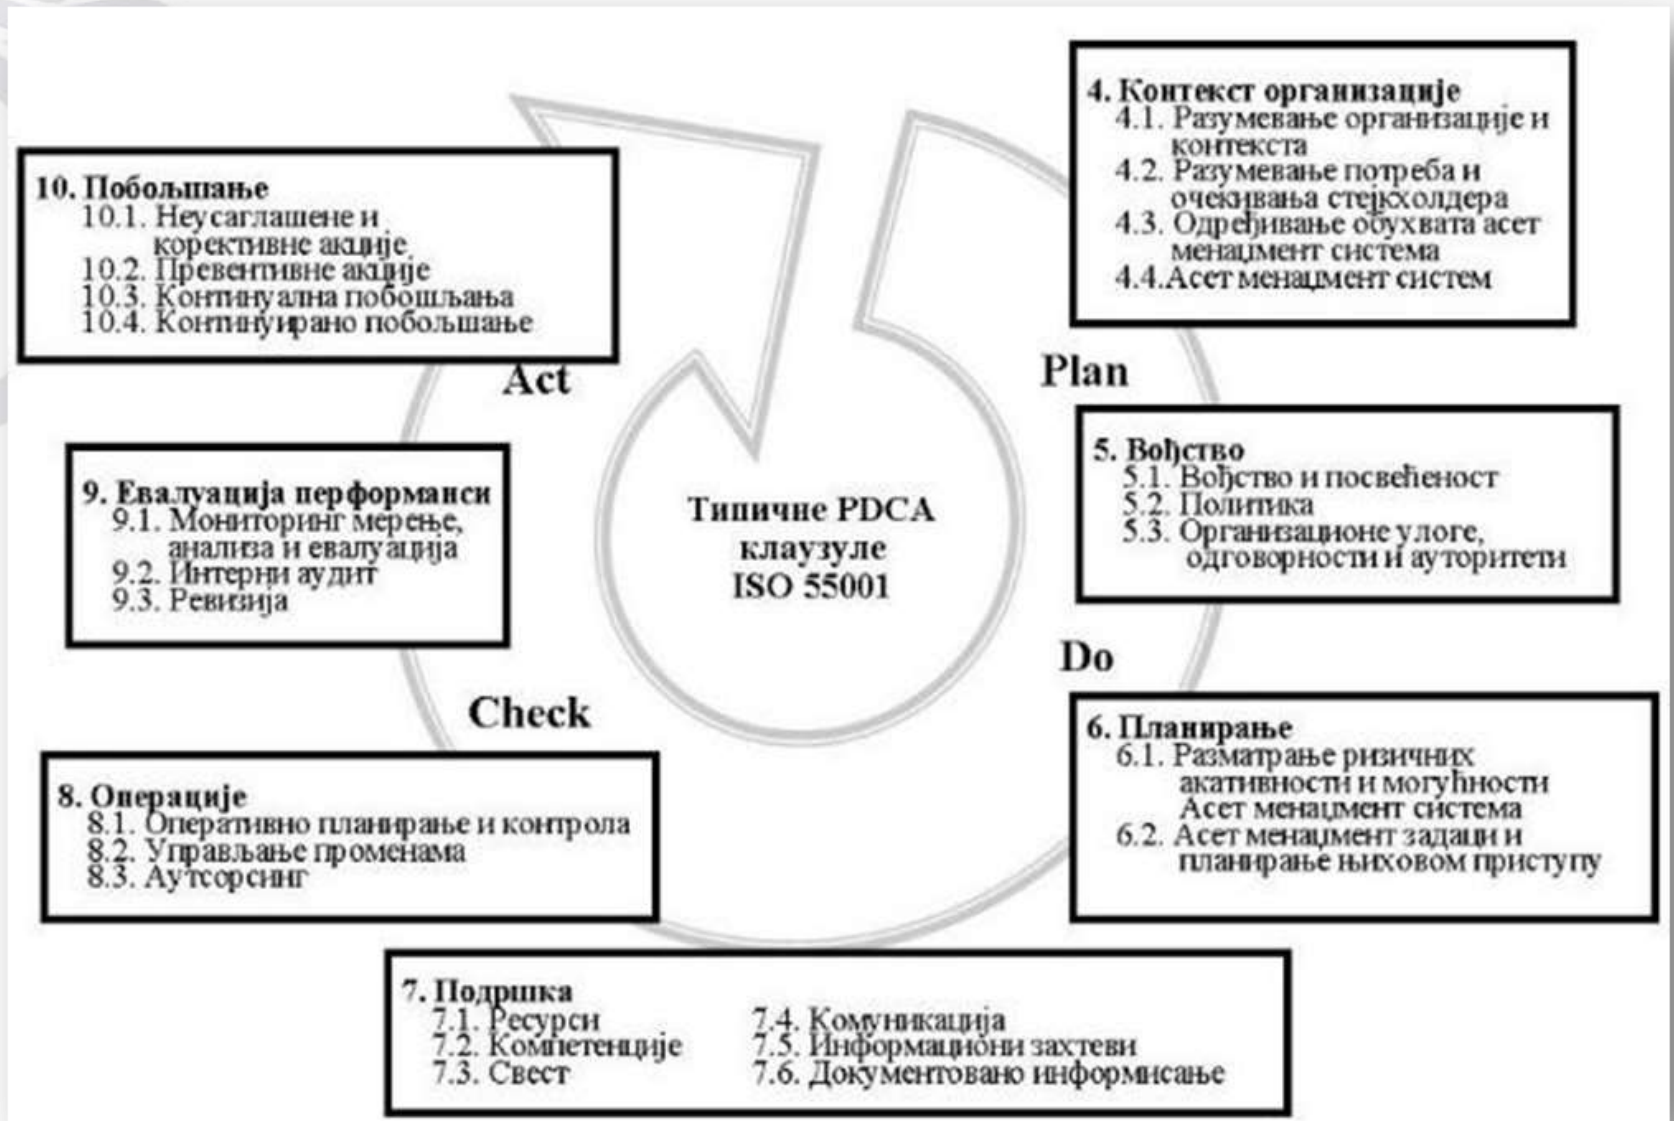 4. Контекст организације
4.1. Разумевање организације и
контекста
4.2. Разумевање потреба и
очекивања стејкхолдера
4.3. Одређивање обухвата асет
менаџмент система
4.4.Асет менаџмент систем
Plan
5. Вођство
5.1. Вођство и посвећеност
5.2. Политика
5.3. Организационе улоге,
одговорности и ауторитети
Do
6. Планирање
6.1. Разматрање ризичних
акативности и могућности
Асет менаџмент система
6.2. Асет менаџмент задаци и
планирање њиховом приступу
7. Подршка
7.1. Ресурси
7.2. Компетенције
7.3. Свест
7.4. Комуникација
7.5. Информациони захтеви
7.6. Документовано информисање
8. Операције
8.1. Оперативно планирање и контрола
8.2. Управљање променама
8.3. Аутсорсинг
Check
9. Евалуација перформанси
9.1. Мониторинг мерење,
анализа и евалуација
9.2. Интерни аудит
9.3. Ревизија
Act
10. Побољшање
10.1. Неусаглашене и
корективне акције
10.2. Превентивне акције
10.3. Континуална побошљања
10.4. Континуирано побољшање
Типичне PDCA
клаузуле
ISO 55001